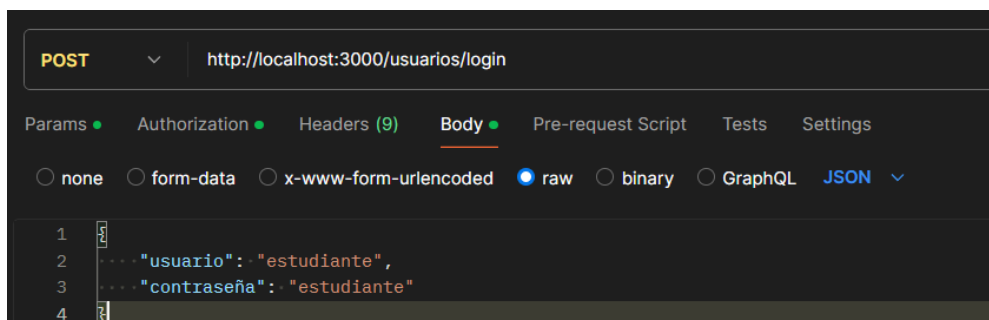 POST http://localhost:3000/usuarios/login
Params Authorization Headers (9) Body Pre-request Script Tests Settings
none form-data x-www-form-urlencoded raw binary GraphQL JSON
1 {
2 "usuario": "estudiante",
3 "contraseña": "estudiante"
4 }